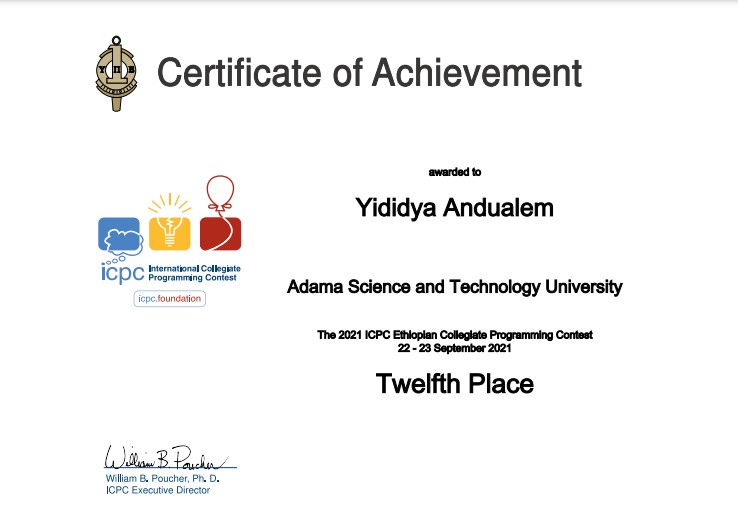 Certificate of Achievement
awarded to
Yididya Andualem
Adama Science and Technology University
The 2021 ICPC Ethiopian Collegiate Programming Contest
22 - 23 September 2021
Twelfth Place
icpc International Collegiate
Programming Contest
icpc.foundation
William B. Poucher
William B. Poucher, Ph. D.
ICPC Executive Director